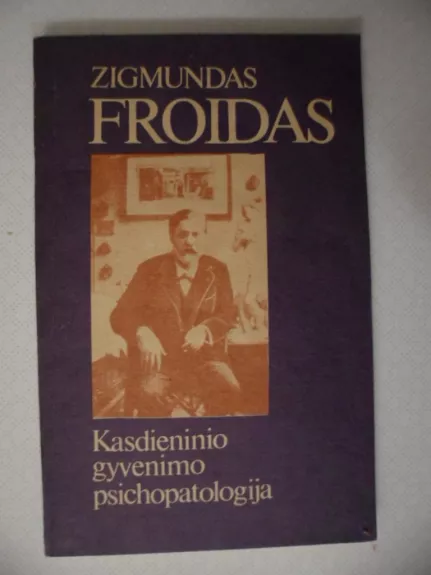 ZIGMUNDAS
FROIDAS
Kasdieninio
gyvenimo
psichopatologija